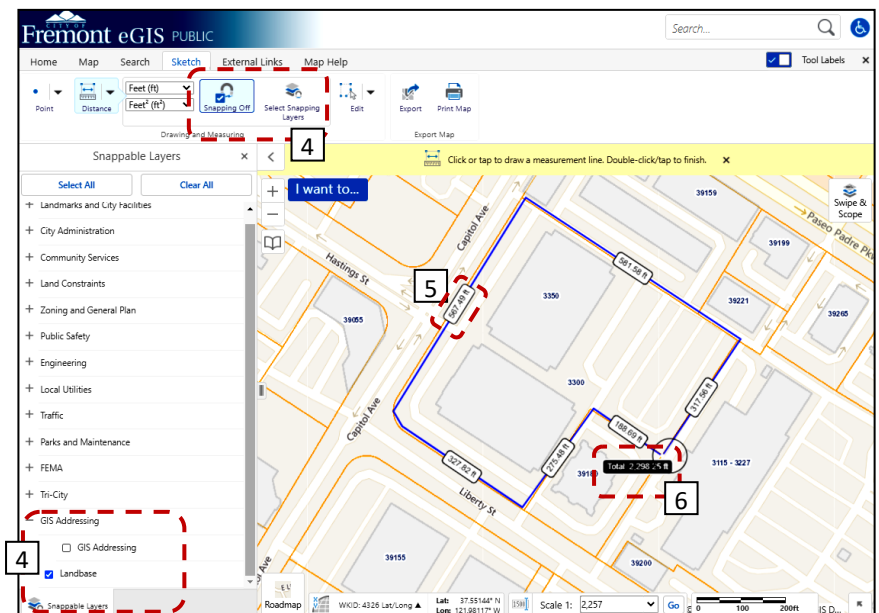 CITY OF
Fremont eGIS PUBLIC
Search...
Home Map Search Sketch External Links Map Help
Tool Labels x
Point
Distance
Feet (ft)
Feet² (ft²)
Snapping Off
Select Snapping Layers
Edit
Export
Print Map
Drawing and Measuring
Export Map
4
Snappable Layers x
Click or tap to draw a measurement line. Double-click/tap to finish. x
Select All Clear All
Landmarks and City Facilities
+ City Administration
+ Community Services
+ Land Constraints
+ Zoning and General Plan
+ Public Safety
+ Engineering
+ Local Utilities
+ Traffic
+ Parks and Maintenance
+ FEMA
+ Tri-City
GIS Addressing
GIS Addressing
Landbase
4
Snappable Layers
+
I want to...
−
Swipe & Scope
39159
Paseo Padre Pkw
39199
Capitol Ave
Hastings St
581.58 ft
5
567.49 ft
3350
39221
39265
39055
3300
317.56 ft
Capitol Ave
188.69 ft
327.82 ft
275.48 ft
Total: 2,298.25 ft
3115 - 3227
6
Liberty St
39155
39200
Roadmap
WKID: 4326 Lat/Long ▲
Lat: 37.55144° N
Lon: 121.98117° W
Scale 1: 2,257
Go
0 100 200ft